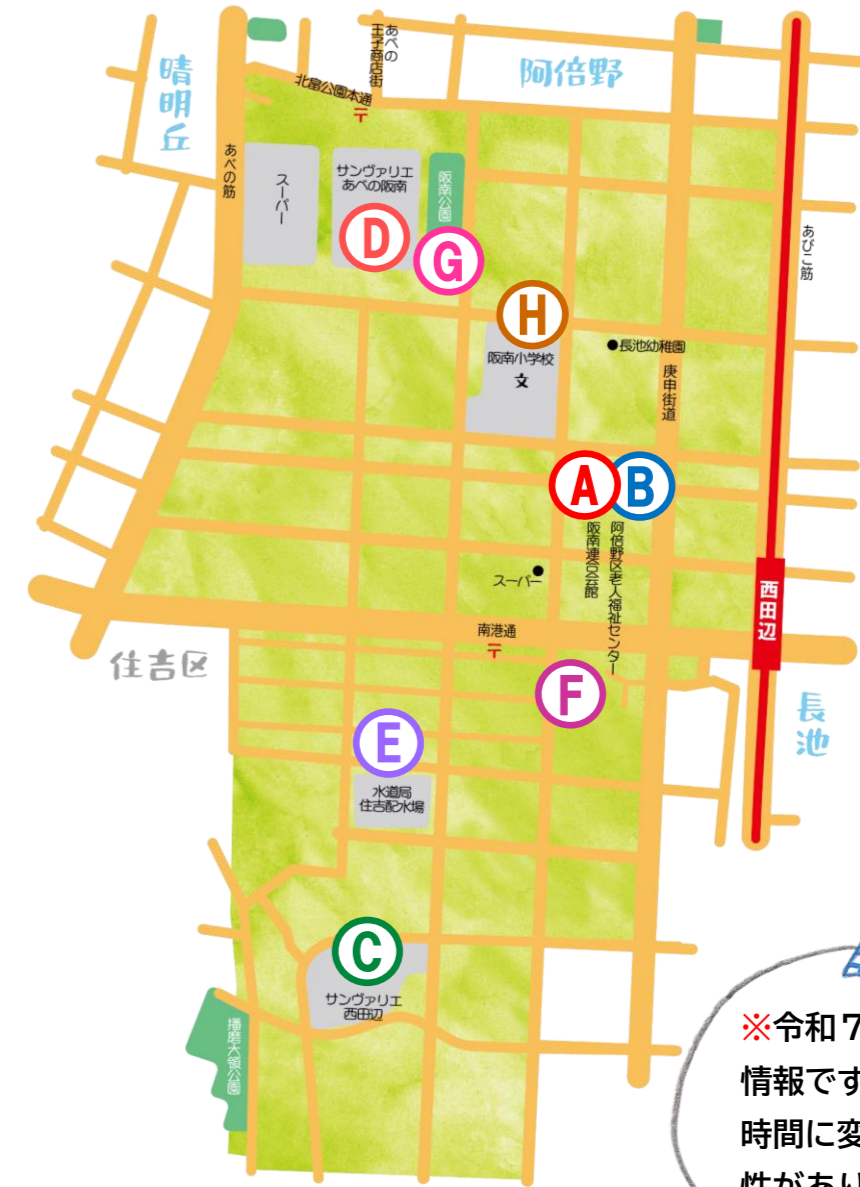 あべの
王子商店街
晴明丘
阿倍野
北畠公園本通
〒
あべの筋
スーパー
サンヴァリエ
あべの阪南
阪南公園
あびこ筋
D
G
H
阪南小学校
文
長池幼稚園
庚申街道
A
B
阪南連合会館
阿倍野区老人福祉センター
スーパー
西田辺
南港通
〒
住吉区
長池
F
E
水道局
住吉配水場
C
サンヴァリエ
西田辺
播磨大領公園
※令和7
情報です
時間に変
性があり